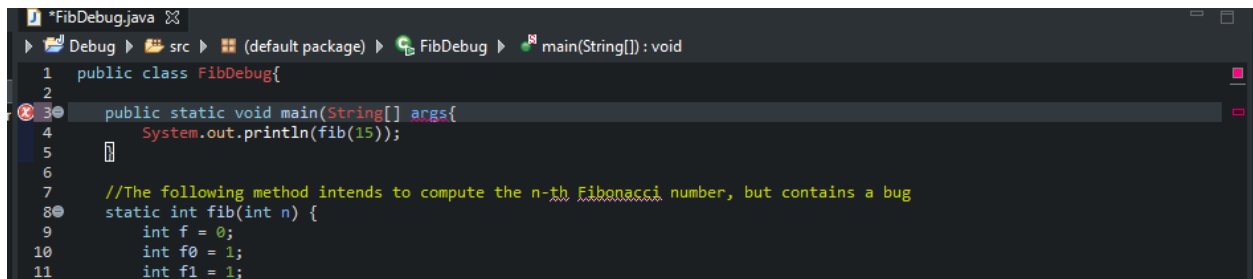 *FibDebug.java
Debug src (default package) FibDebug main(String[]) : void
1 public class FibDebug{
2
3 public static void main(String[] args{
4 System.out.println(fib(15));
5 }
6
7 //The following method intends to compute the n-th Fibonacci number, but contains a bug
8 static int fib(int n) {
9 int f = 0;
10 int f0 = 1;
11 int f1 = 1;